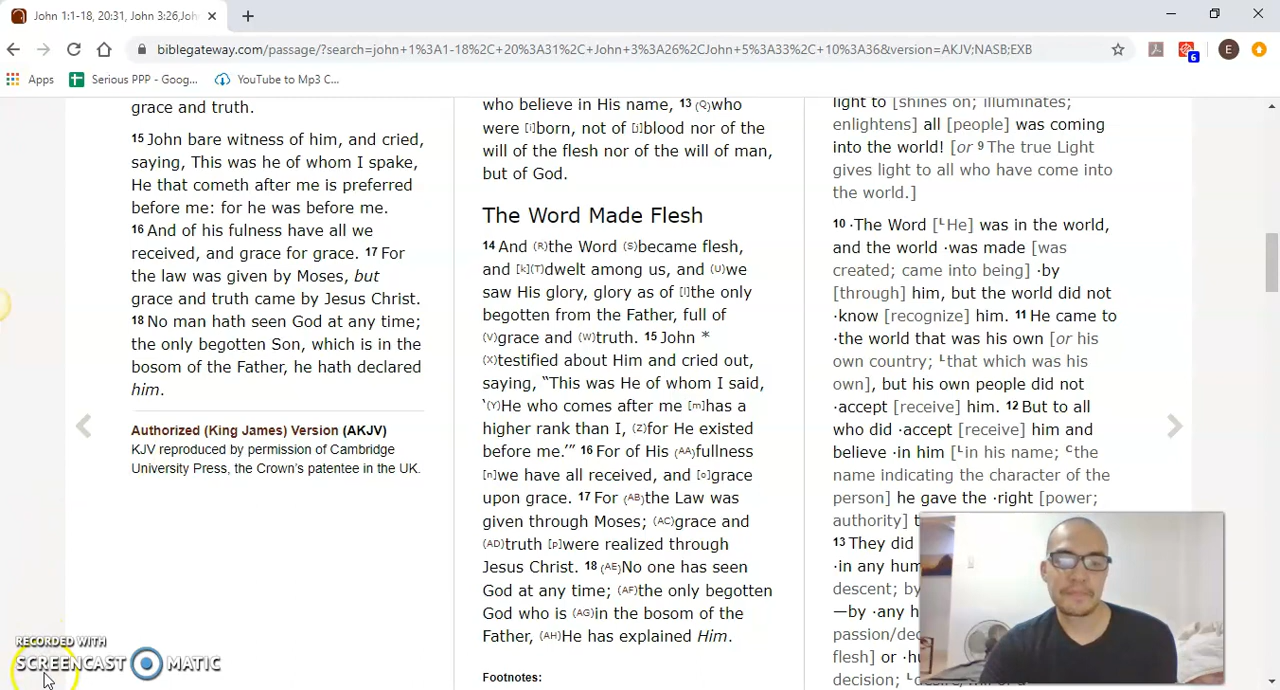 John 1:1-18, 20:31, John 3:26,Joh
biblegateway.com/passage/?search=john+1%3A1-18%2C+20%3A31%2C+John+3%3A26%2CJohn+5%3A33%2C+10%3A36&version=AKJV;NASB;EXB
6
E
Apps
Serious PPP - Goog...
YouTube to Mp3 C...
grace and truth.
15 John bare witness of him, and cried,
saying, This was he of whom I spake,
He that cometh after me is preferred
before me: for he was before me.
16 And of his fulness have all we
received, and grace for grace. 17 For
the law was given by Moses, but
grace and truth came by Jesus Christ.
18 No man hath seen God at any time;
the only begotten Son, which is in the
bosom of the Father, he hath declared
him.
Authorized (King James) Version (AKJV)
KJV reproduced by permission of Cambridge
University Press, the Crown's patentee in the UK.
who believe in His name, 13 (Q)who
were [i]born, not of [j]blood nor of the
will of the flesh nor of the will of man,
but of God.
The Word Made Flesh
14 And (R)the Word (S)became flesh,
and [k](T)dwelt among us, and (U)we
saw His glory, glory as of [l]the only
begotten from the Father, full of
(V)grace and (W)truth. 15 John *
(X)testified about Him and cried out,
saying, "This was He of whom I said,
'(Y)He who comes after me [m]has a
higher rank than I, (Z)for He existed
before me.'" 16 For of His (AA)fullness
[n]we have all received, and [o]grace
upon grace. 17 For (AB)the Law was
given through Moses; (AC)grace and
(AD)truth [p]were realized through
Jesus Christ. 18 (AE)No one has seen
God at any time; (AF)the only begotten
God who is (AG)in the bosom of the
Father, (AH)He has explained Him.
Footnotes:
light to [shines on; illuminates;
enlightens] all [people] was coming
into the world! [or 9 The true Light
gives light to all who have come into
the world.]
10 ·The Word [LHe] was in the world,
and the world ·was made [was
created; came into being] ·by
[through] him, but the world did not
·know [recognize] him. 11 He came to
·the world that was his own [or his
own country; Lthat which was his
own], but his own people did not
·accept [receive] him. 12 But to all
who did ·accept [receive] him and
believe ·in him [Lin his name; Cthe
name indicating the character of the
person] he gave the ·right [power;
authority] t
13 They did
·in any hum
descent; by
—by ·any h
passion/dec
flesh] or ·hu
decision;
RECORDED WITH
SCREENCAST MATIC